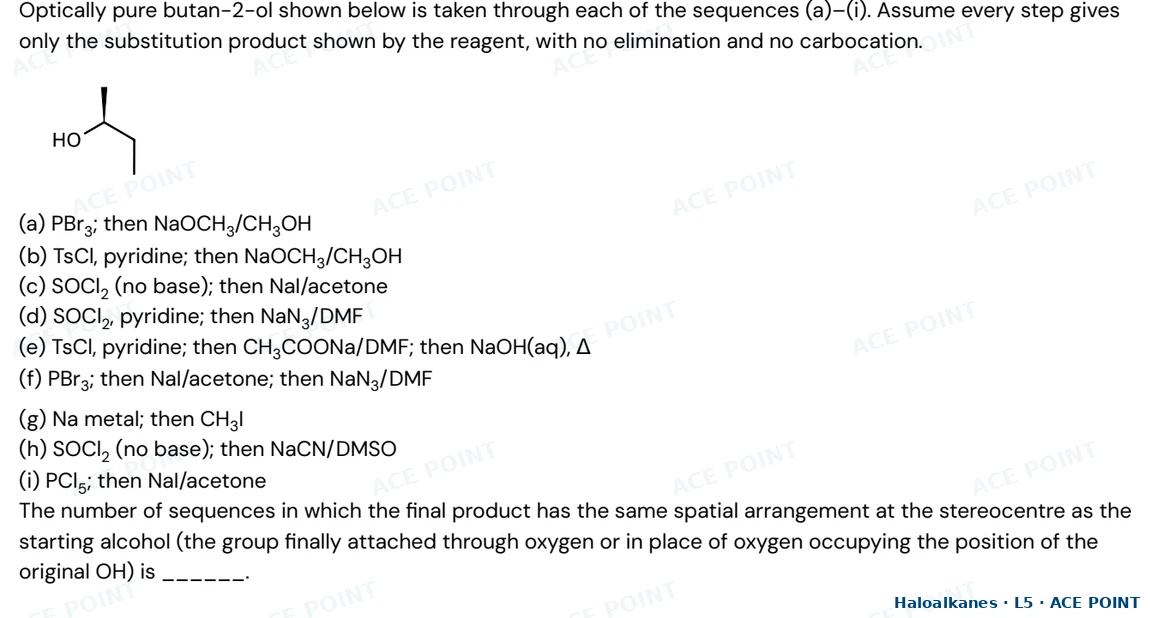 Optically pure butan-2-ol shown below is taken through each of the sequences (a)–(i). Assume every step gives
only the substitution product shown by the reagent, with no elimination and no carbocation.
HO
(a) PBr₃; then NaOCH₃/CH₃OH
(b) TsCl, pyridine; then NaOCH₃/CH₃OH
(c) SOCl₂ (no base); then NaI/acetone
(d) SOCl₂, pyridine; then NaN₃/DMF
(e) TsCl, pyridine; then CH₃COONa/DMF; then NaOH(aq), Δ
(f) PBr₃; then NaI/acetone; then NaN₃/DMF
(g) Na metal; then CH₃I
(h) SOCl₂ (no base); then NaCN/DMSO
(i) PCl₅; then NaI/acetone
The number of sequences in which the final product has the same spatial arrangement at the stereocentre as the
starting alcohol (the group finally attached through oxygen or in place of oxygen occupying the position of the
original OH) is ______.
Haloalkanes · L5 · ACE POINT